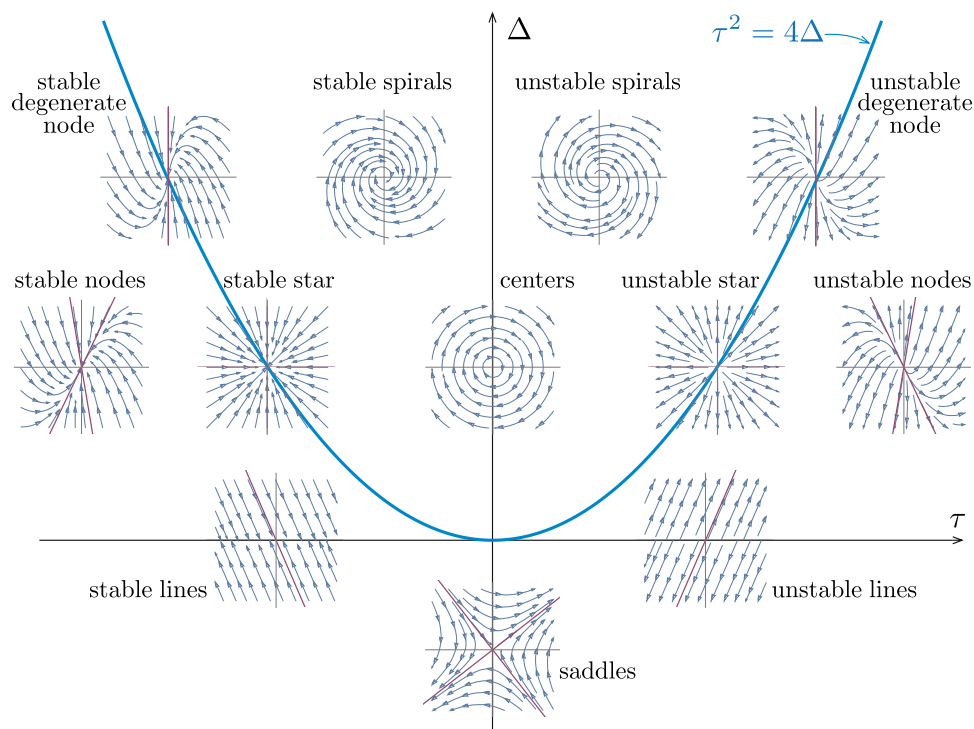 Δ
τ² = 4Δ
stable
degenerate
node
stable spirals
unstable spirals
unstable
degenerate
node
stable nodes
stable star
centers
unstable star
unstable nodes
τ
stable lines
unstable lines
saddles